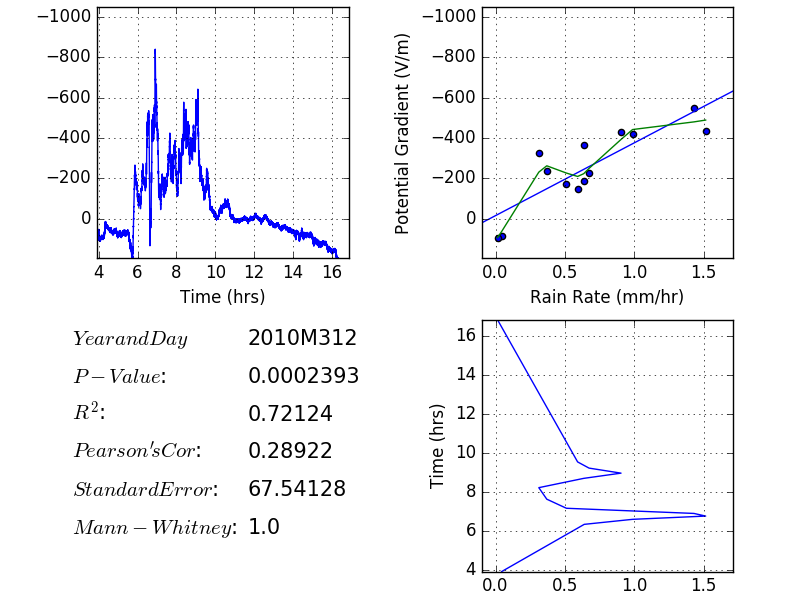 −1000
−800
−600
−400
−200
0
4 6 8 10 12 14 16
Time (hrs)
Potential Gradient (V/m)
−1000
−800
−600
−400
−200
0
0.0 0.5 1.0 1.5
Rain Rate (mm/hr)
YearandDay 2010M312
P − Value: 0.0002393
R²: 0.72124
Pearson'sCor: 0.28922
StandardError: 67.54128
Mann − Whitney: 1.0
Time (hrs)
16
14
12
10
8
6
4
0.0 0.5 1.0 1.5